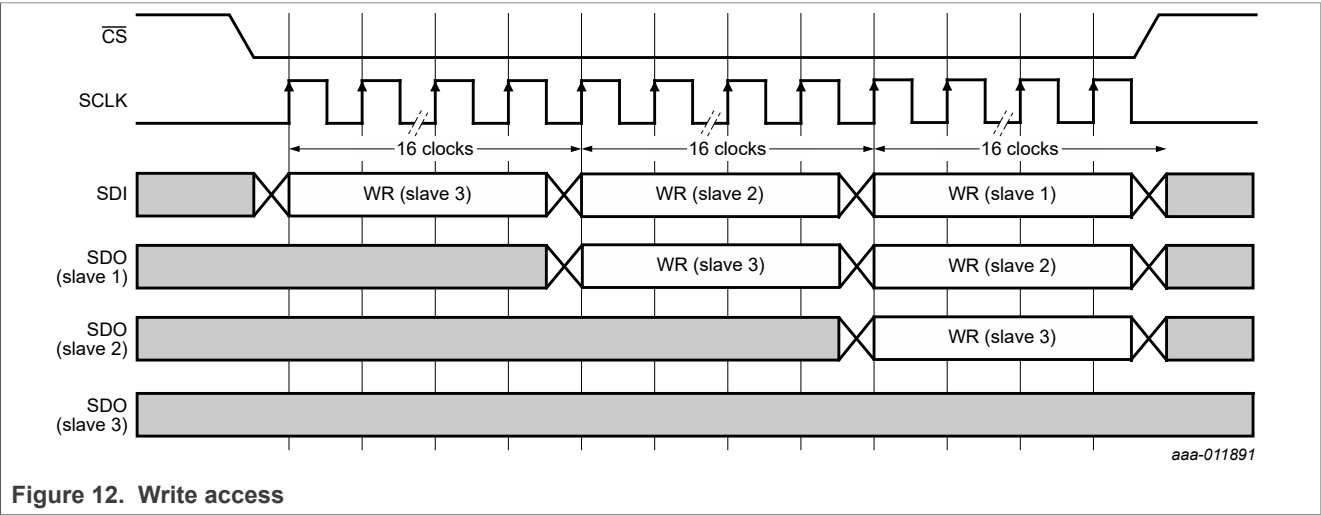 CS
SCLK
16 clocks 16 clocks 16 clocks
SDI WR (slave 3) WR (slave 2) WR (slave 1)
SDO
(slave 1) WR (slave 3) WR (slave 2)
SDO
(slave 2) WR (slave 3)
SDO
(slave 3)
aaa-011891
Figure 12. Write access